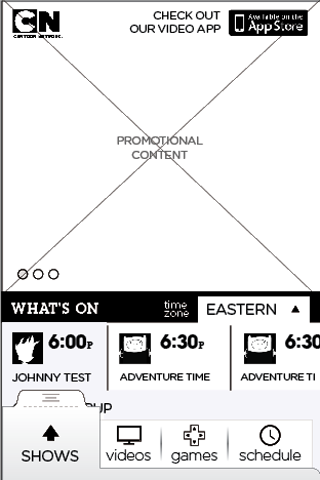 CN
CARTOON NETWORK.
CHECK OUT
OUR VIDEO APP
Available on the
App Store
PROMOTIONAL
CONTENT
WHAT'S ON
time
zone
EASTERN
6:00P
JOHNNY TEST
6:30P
ADVENTURE TIME
6:30
ADVENTURE TI
UP
SHOWS
videos
games
schedule